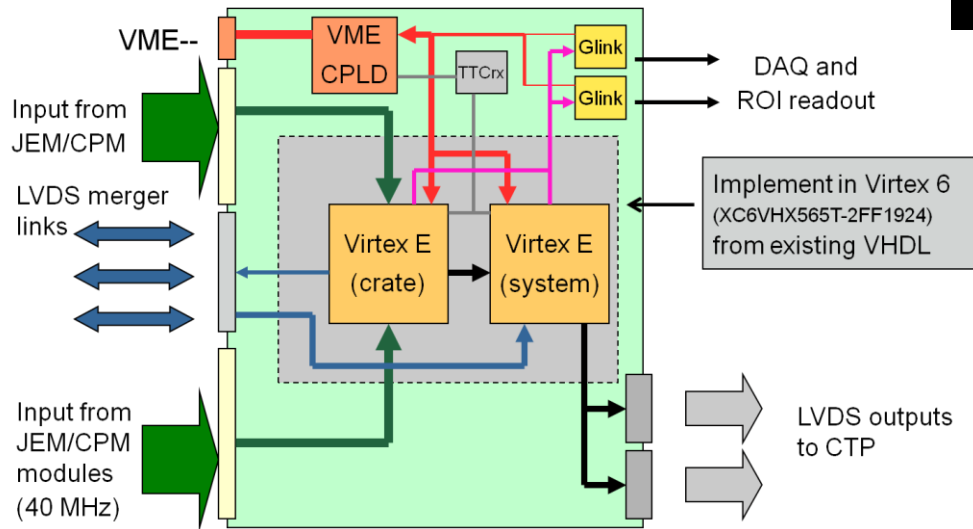 VME--
VME
CPLD
TTCrx
Glink
Glink
DAQ and
ROI readout
Input from
JEM/CPM
LVDS merger
links
Virtex E
(crate)
Virtex E
(system)
Implement in Virtex 6
(XC6VHX565T-2FF1924)
from existing VHDL
Input from
JEM/CPM
modules
(40 MHz)
LVDS outputs
to CTP